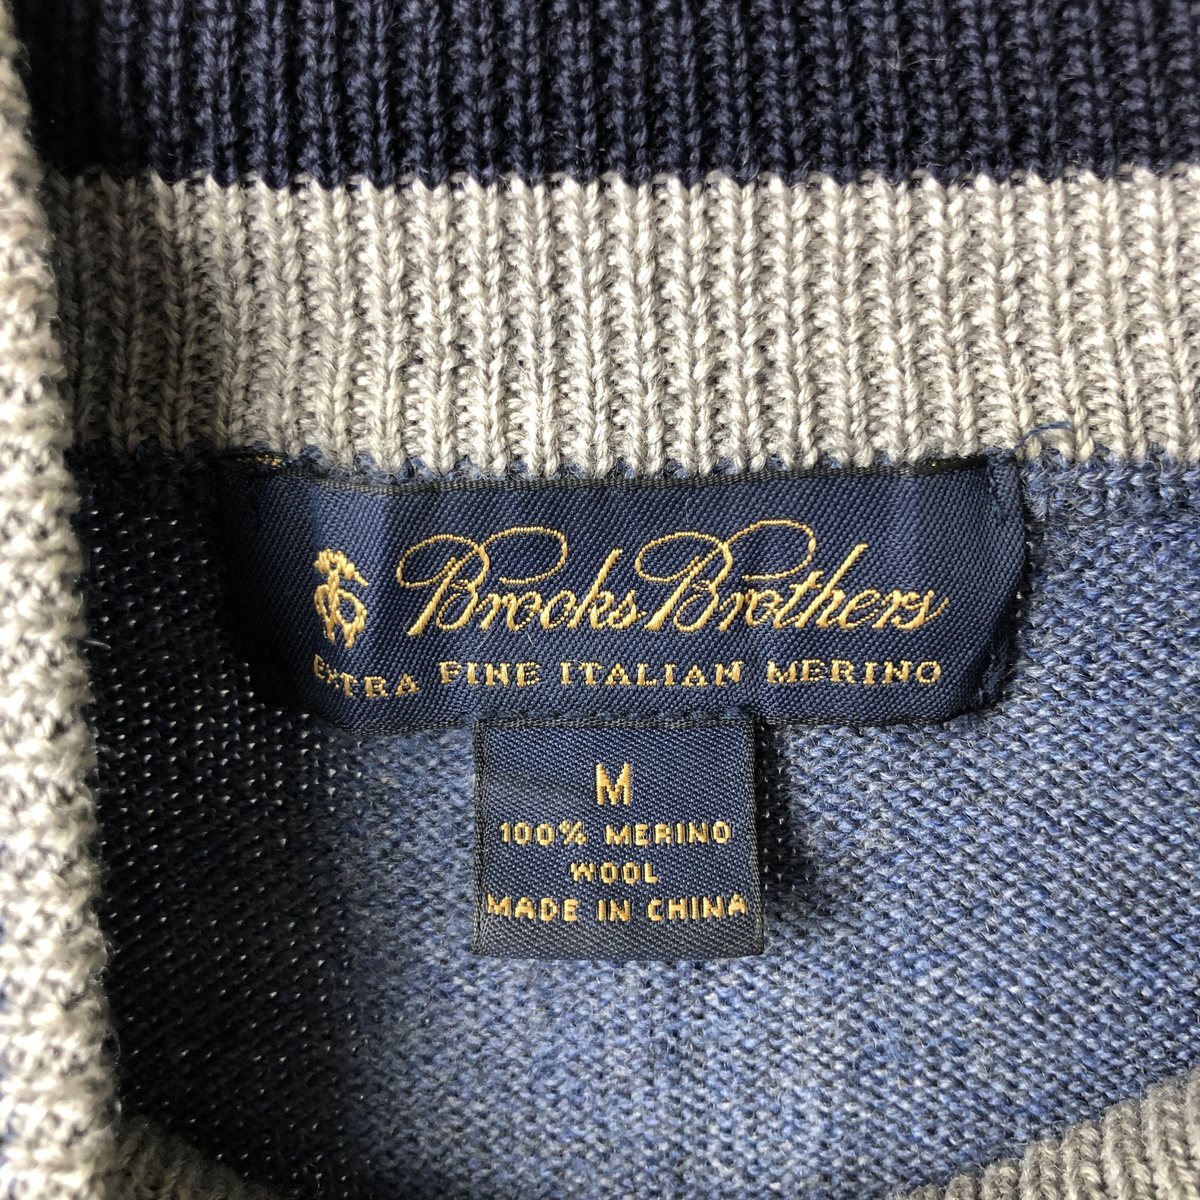 Brooks Brothers
EXTRA FINE ITALIAN MERINO
M
100% MERINO
WOOL
MADE IN CHINA